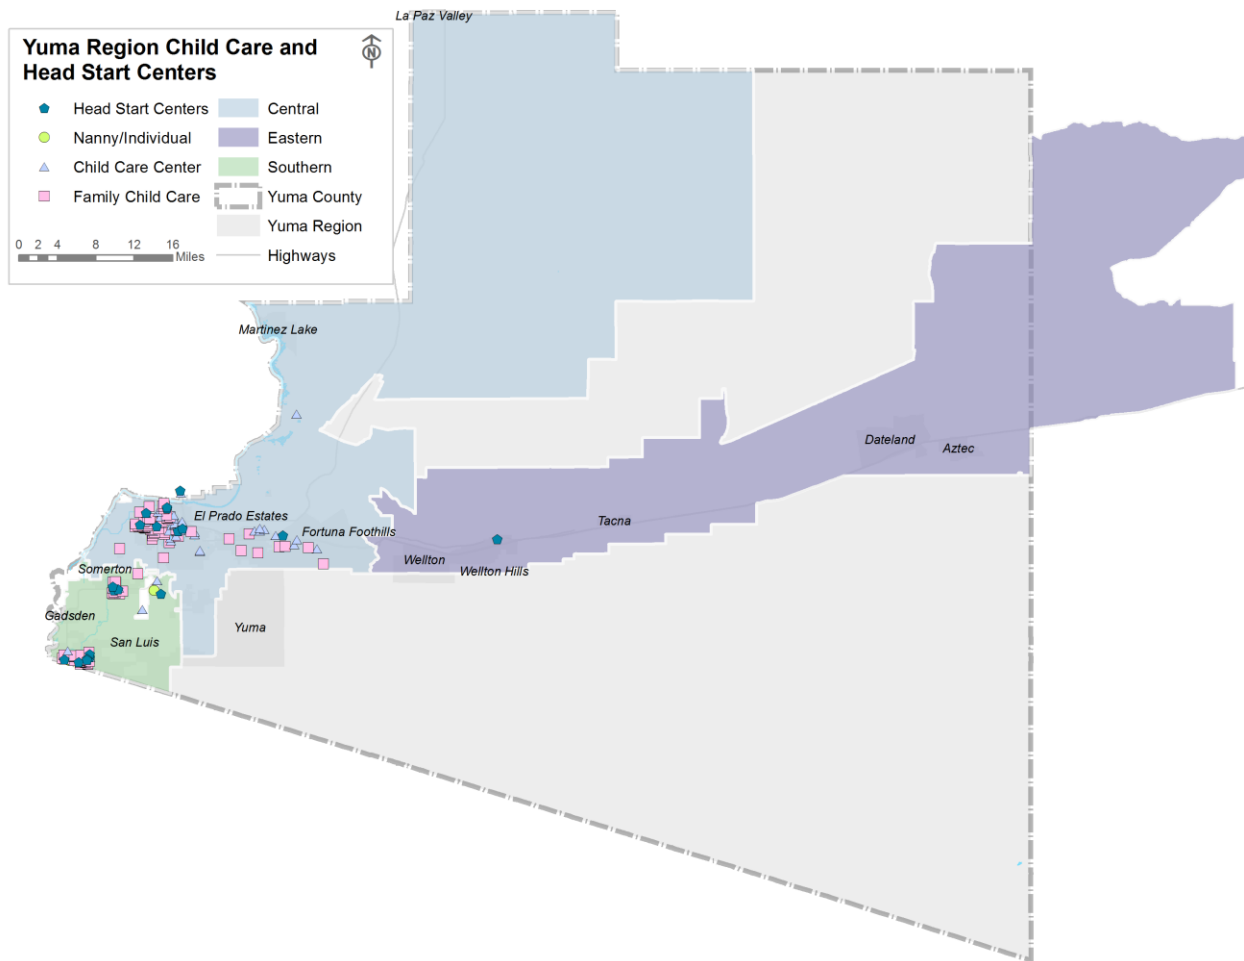 La Paz Valley
Yuma Region Child Care and
Head Start Centers
N
Head Start Centers
Nanny/Individual
Child Care Center
Family Child Care
0 2 4 8 12 16
Miles
Central
Eastern
Southern
Yuma County
Yuma Region
Highways
Martinez Lake
Dateland
Aztec
El Prado Estates
Tacna
Fortuna Foothills
Wellton
Wellton Hills
Somerton
Gadsden
Yuma
San Luis